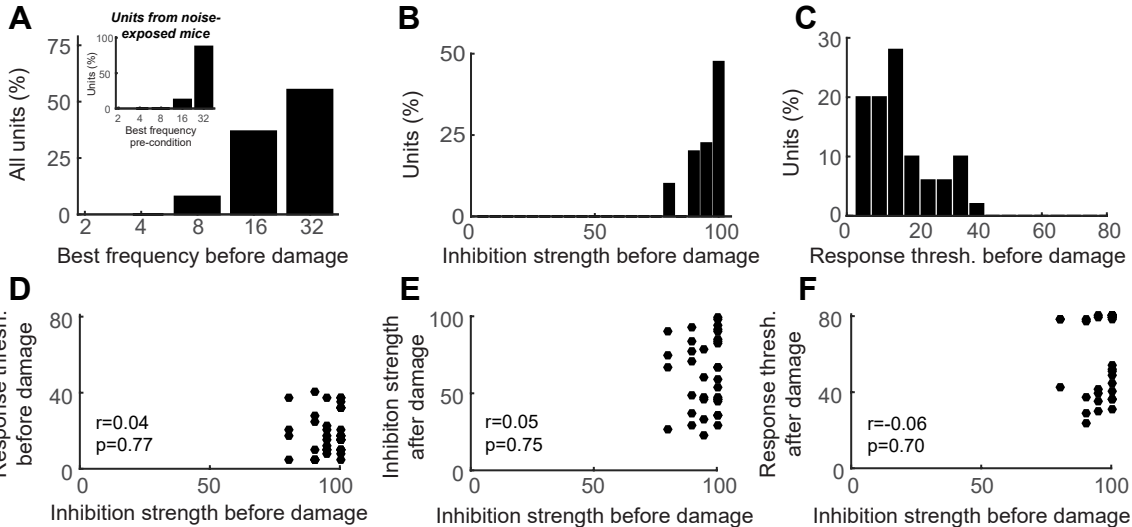 A
Units from noise-
exposed mice
100
50
0
Units (%)
2 4 8 16 32
Best frequency
pre-condition
75
50
25
0
All units (%)
2 4 8 16 32
Best frequency before damage
B
50
25
0
Units (%)
0 50 100
Inhibition strength before damage
C
30
20
10
0
Units (%)
0 20 40 60 80
Response thresh. before damage
D
80
40
0
thresh.
before damage
r=0.04
p=0.77
0 50 100
Inhibition strength before damage
E
100
50
0
Inhibiton strength
after damage
r=0.05
p=0.75
0 50 100
Inhibition strength before damage
F
80
40
0
Response thresh.
after damage
r=-0.06
p=0.70
0 50 100
Inhibition strength before damage